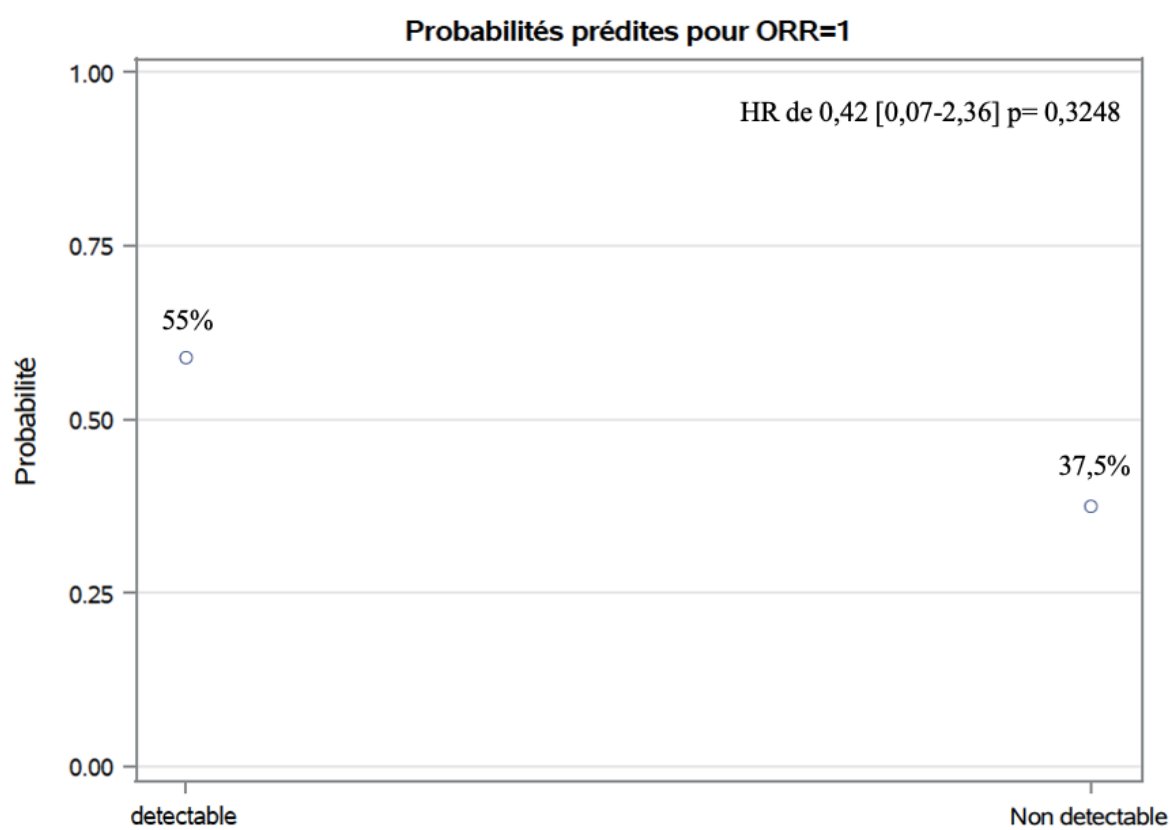 Probabilités prédites pour ORR=1
1.00
HR de 0,42 [0,07-2,36] p= 0,3248
0.75
55%
Probabilité
0.50
37,5%
0.25
0.00
detectable
Non detectable